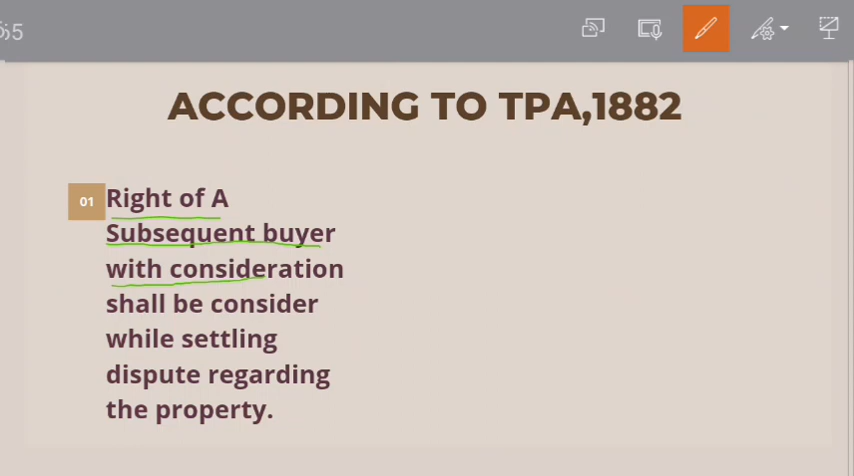 ACCORDING TO TPA,1882
01
Right of A
Subsequent buyer
with consideration
shall be consider
while settling
dispute regarding
the property.